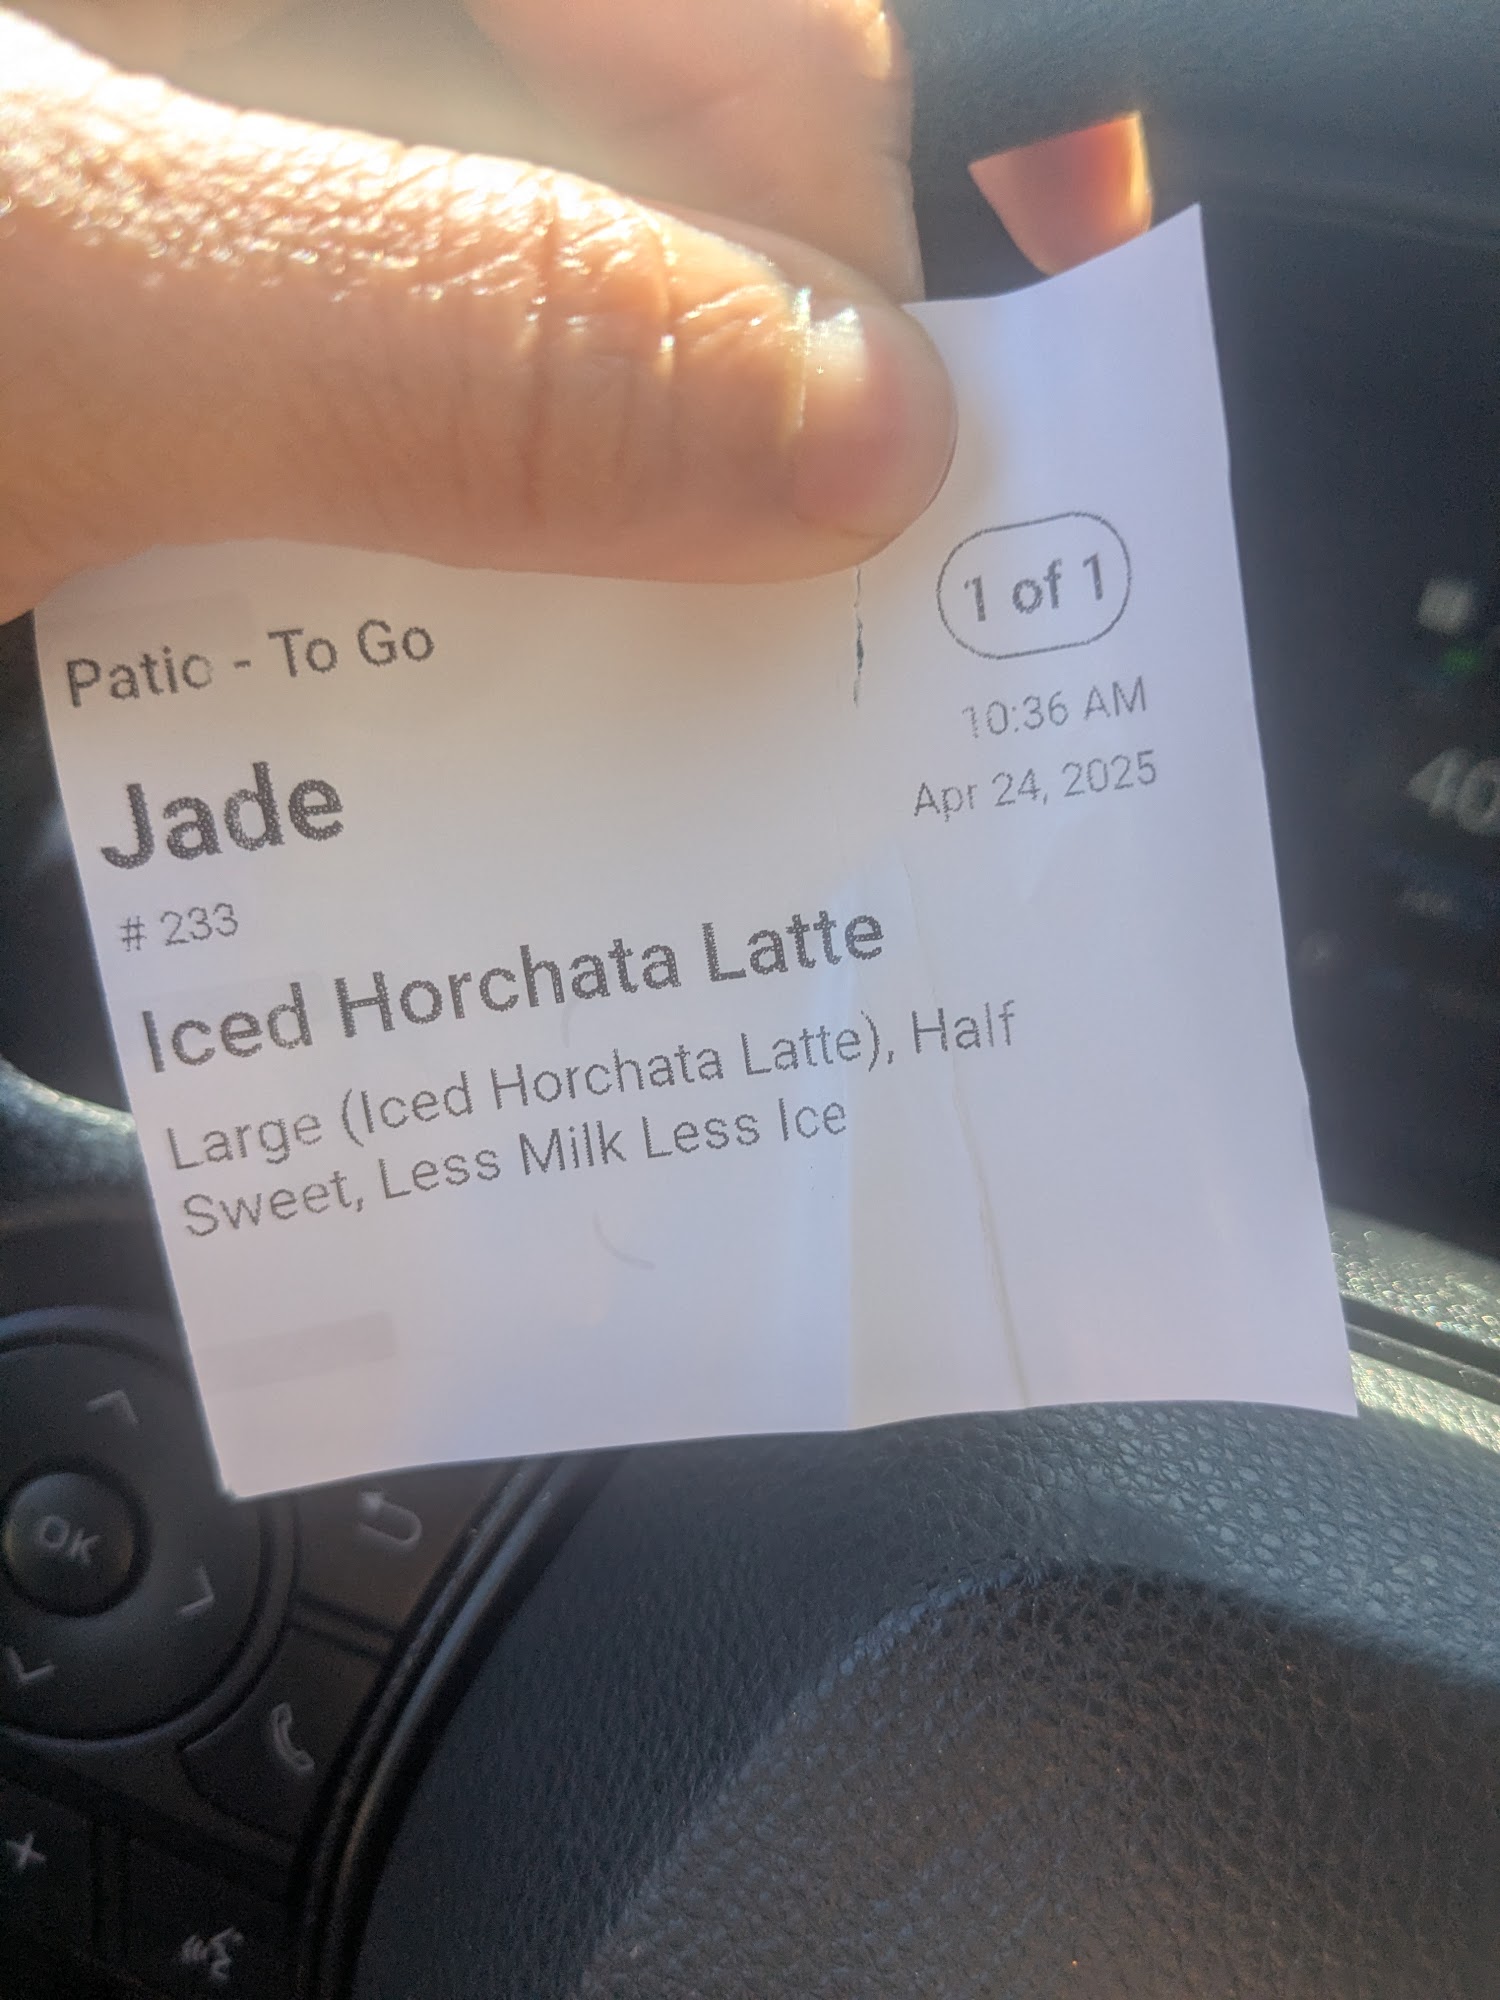 1 of 1
Patio - To Go
10:36 AM
Jade
Apr 24, 2025
# 233
Iced Horchata Latte
Large (Iced Horchata Latte), Half
Sweet, Less Milk Less Ice
OK
40